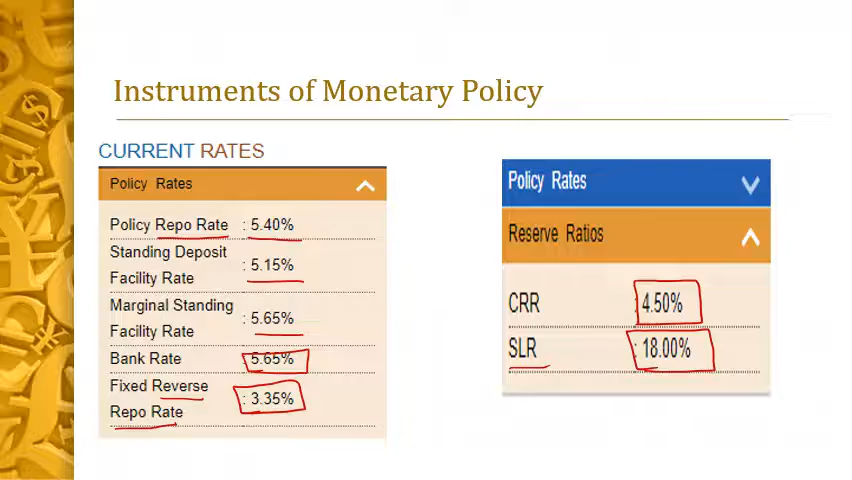 Instruments of Monetary Policy
CURRENT RATES
Policy Rates
Policy Repo Rate : 5.40%
Standing Deposit
Facility Rate : 5.15%
Marginal Standing
Facility Rate : 5.65%
Bank Rate : 5.65%
Fixed Reverse
Repo Rate : 3.35%
Policy Rates
Reserve Ratios
CRR : 4.50%
SLR : 18.00%